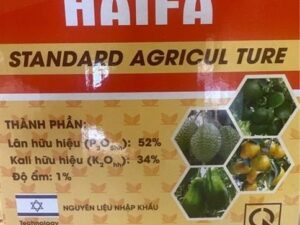 HAIFA
STANDARD AGRICUL TURE
THÀNH PHẦN:
Lân hữu hiệu (P₂O₅hh): 52%
Kali hữu hiệu (K₂Ohh): 34%
Độ ẩm: 1%
Technology
NGUYÊN LIỆU NHẬP KHẨU